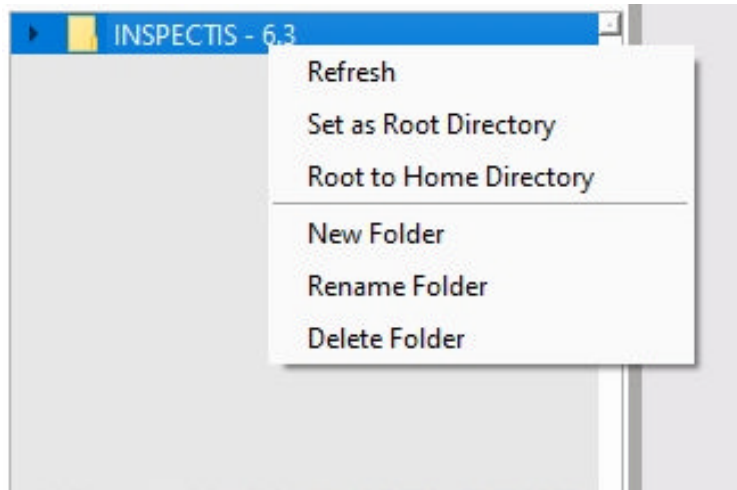 INSPECTIS - 6.3
Refresh
Set as Root Directory
Root to Home Directory
New Folder
Rename Folder
Delete Folder